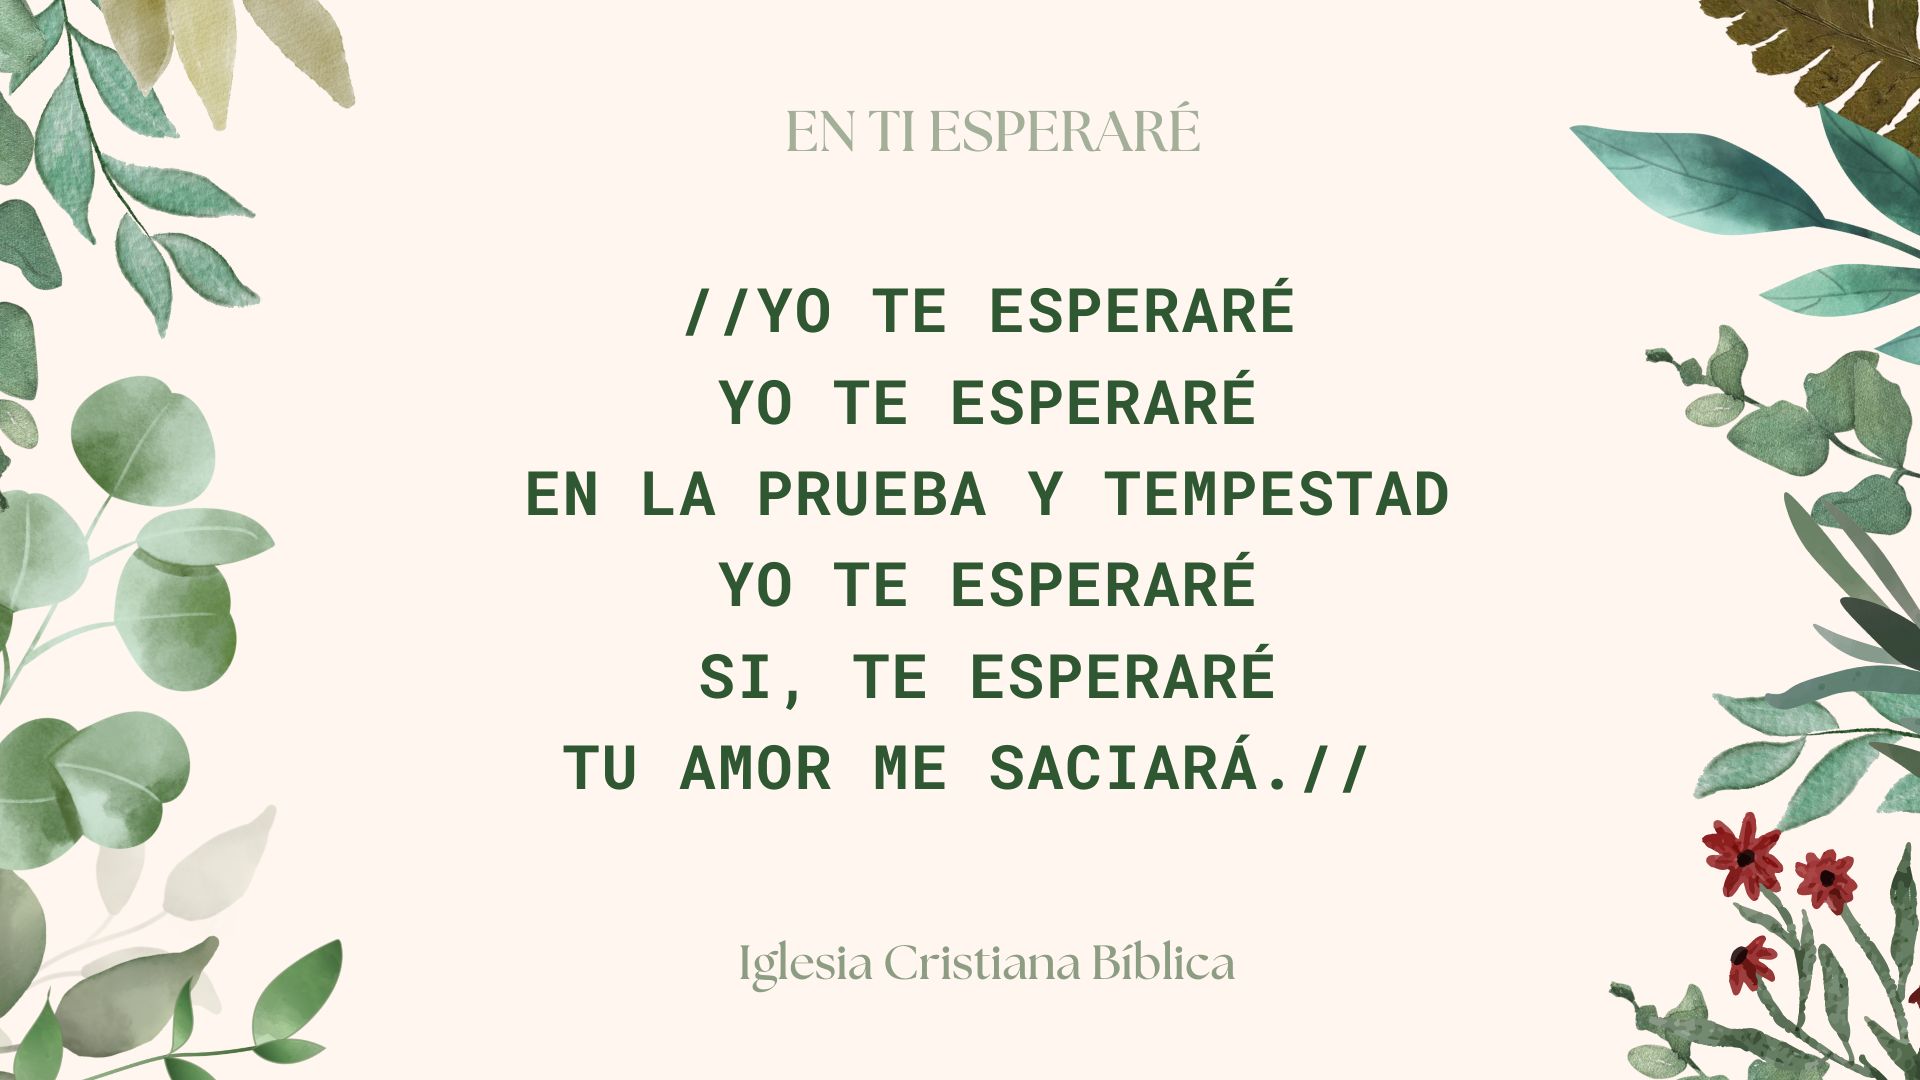 EN TI ESPERARÉ
//YO TE ESPERARÉ
YO TE ESPERARÉ
EN LA PRUEBA Y TEMPESTAD
YO TE ESPERARÉ
SI, TE ESPERARÉ
TU AMOR ME SACIARÁ.//
Iglesia Cristiana Bíblica